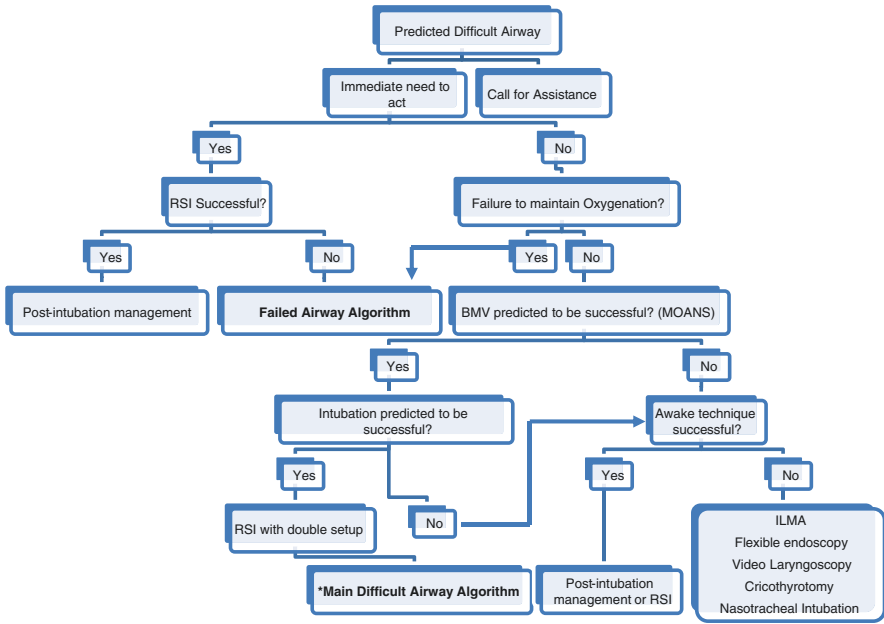 Predicted Difficult Airway
Immediate need to
act
Call for Assistance
Yes
No
RSI Successful?
Failure to maintain Oxygenation?
Yes
No
Yes
No
Post-intubation management
Failed Airway Algorithm
BMV predicted to be successful? (MOANS)
Yes
No
Intubation predicted to be
successful?
Awake technique
successful?
Yes
No
Yes
No
RSI with double setup
*Main Difficult Airway Algorithm
Post-intubation
management or RSI
ILMA
Flexible endoscopy
Video Laryngoscopy
Cricothyrotomy
Nasotracheal Intubation